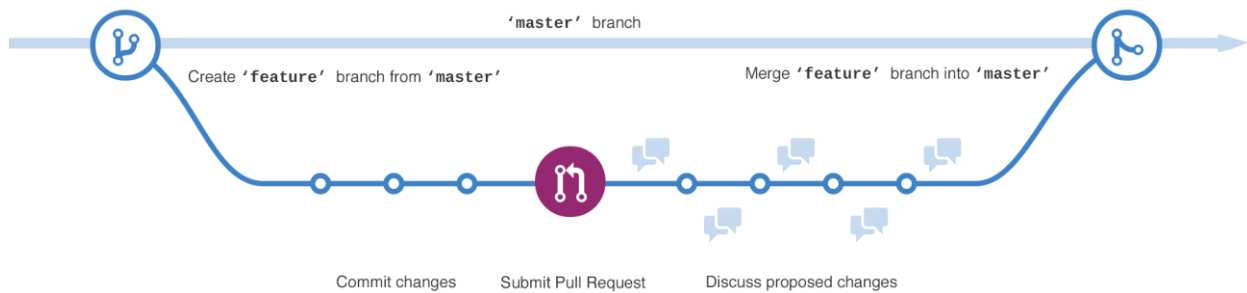 ‘master’ branch
Create ‘feature’ branch from ‘master’
Merge ‘feature’ branch into ‘master’
Commit changes
Submit Pull Request
Discuss proposed changes